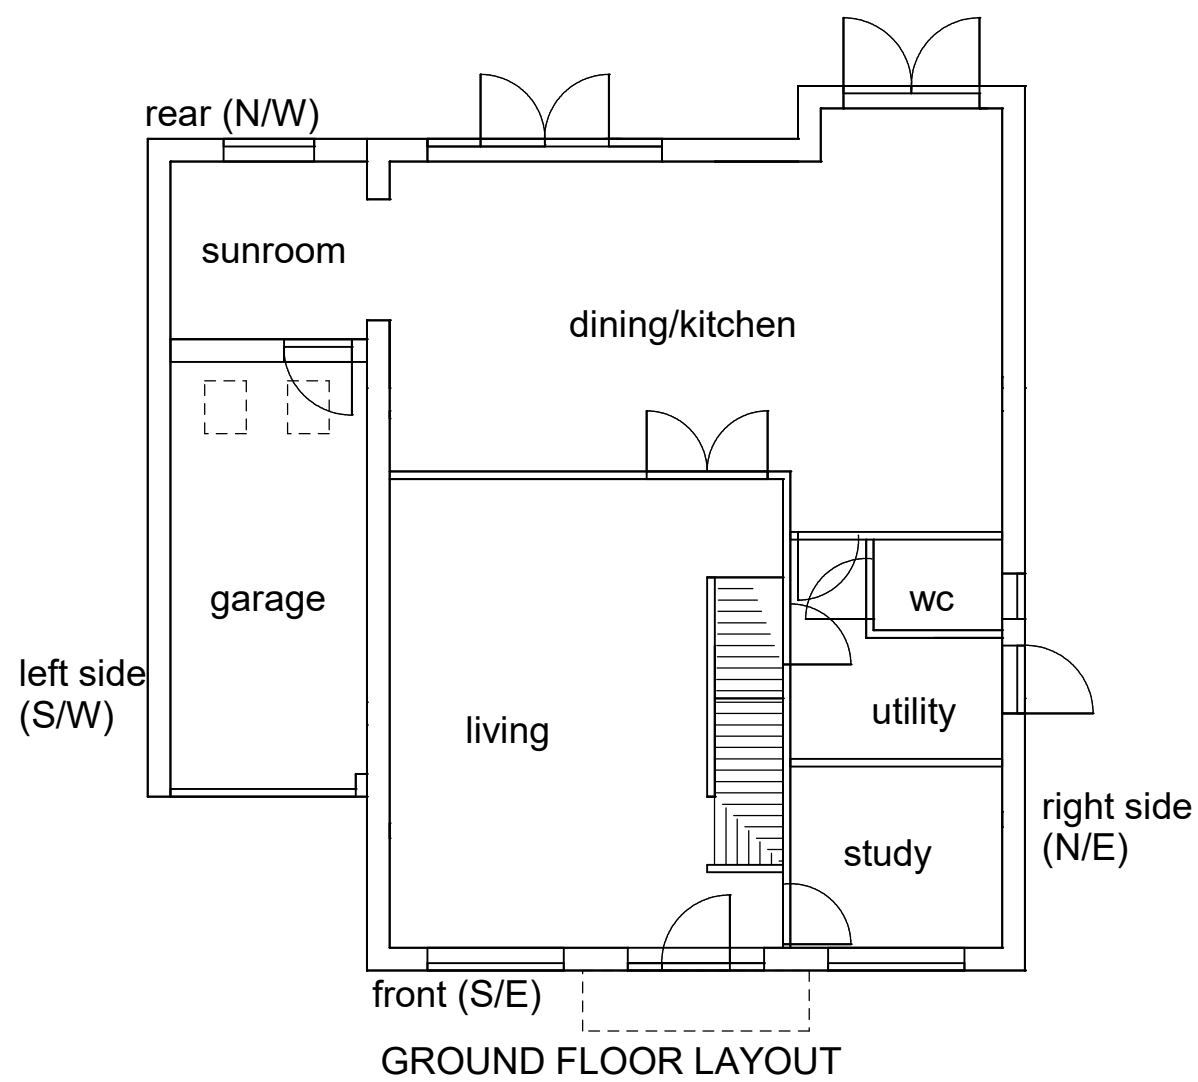 rear (N/W)
sunroom
dining/kitchen
garage
wc
left side
(S/W)
living
utility
right side
(N/E)
study
front (S/E)
GROUND FLOOR LAYOUT